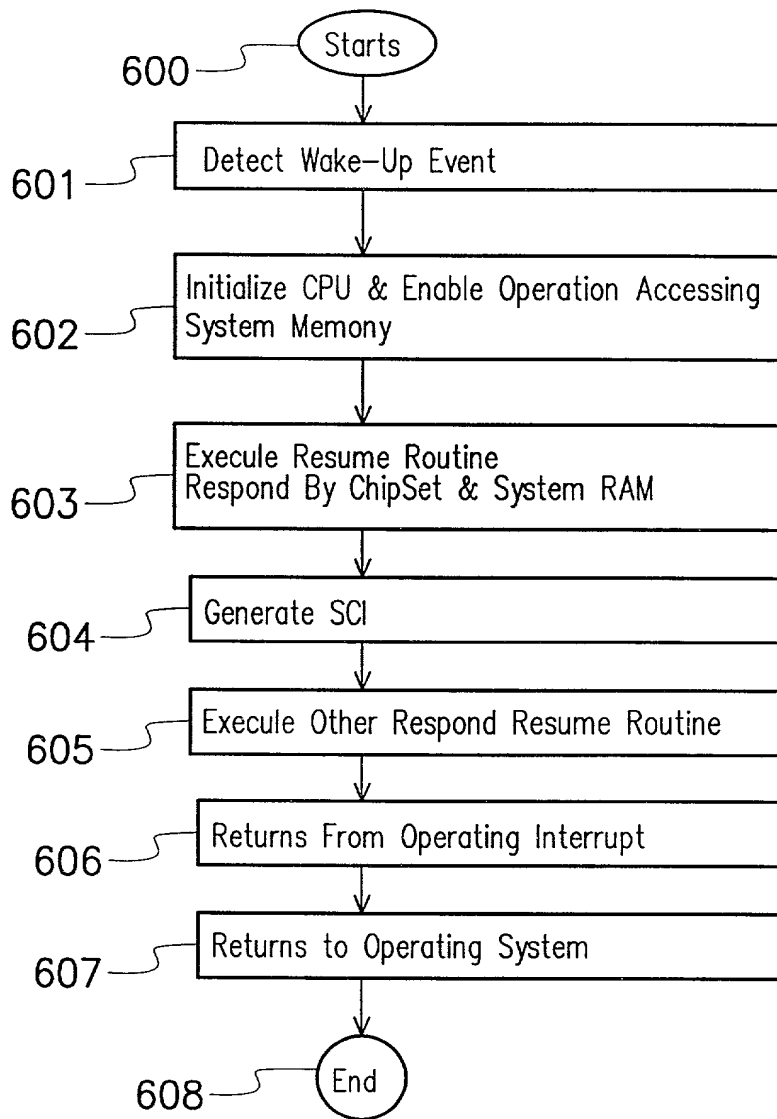 Starts
600
Detect Wake-Up Event
601
Initialize CPU & Enable Operation Accessing
System Memory
602
Execute Resume Routine
Respond By ChipSet & System RAM
603
Generate SCI
604
Execute Other Respond Resume Routine
605
Returns From Operating Interrupt
606
Returns to Operating System
607
End
608